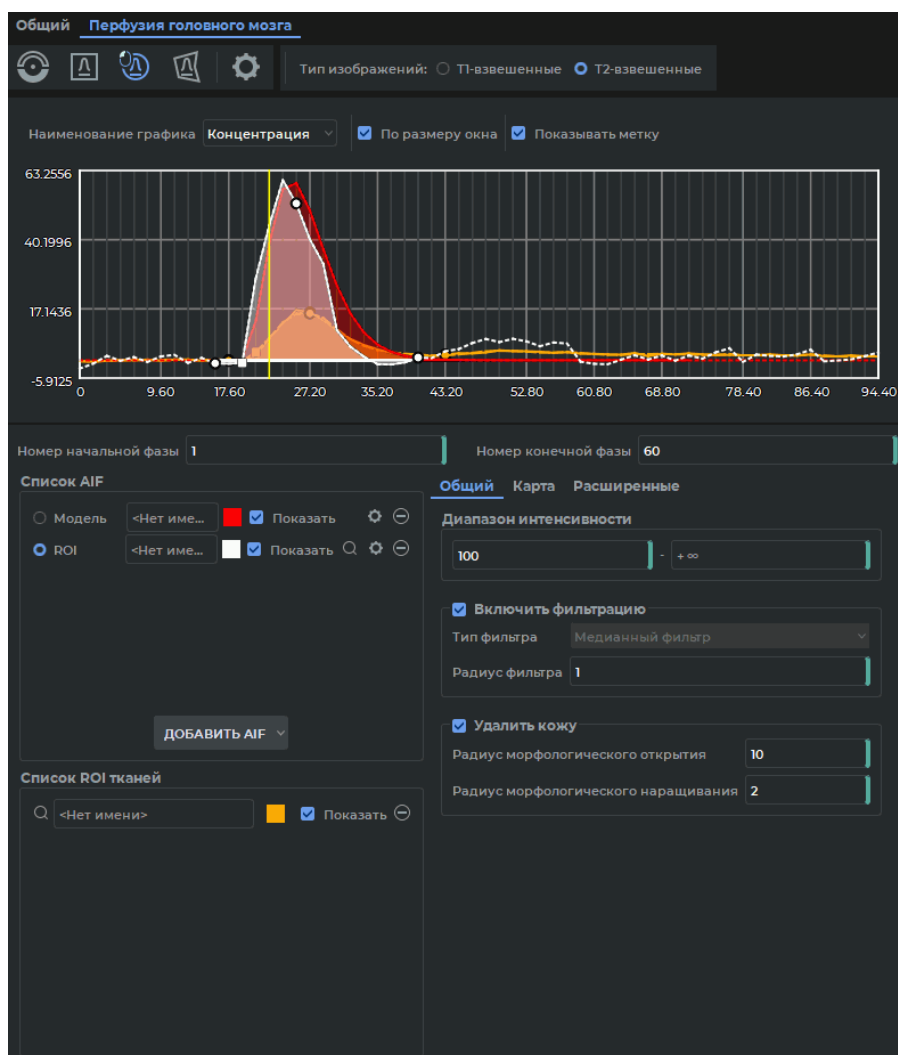 Общий Перфузия головного мозга
Тип изображений: Т1-взвешенные Т2-взвешенные
Наименование графика Концентрация По размеру окна Показывать метку
63.2556
40.1996
17.1436
-5.9125
0 9.60 17.60 27.20 35.20 43.20 52.80 60.80 68.80 78.40 86.40 94.40
Номер начальной фазы 1 Номер конечной фазы 60
Список AIF
Модель <Нет име... Показать
ROI <Нет име... Показать
ДОБАВИТЬ AIF
Список ROI тканей
<Нет имени> Показать
Общий Карта Расширенные
Диапазон интенсивности
100 - +∞
Включить фильтрацию
Тип фильтра Медианный фильтр
Радиус фильтра 1
Удалить кожу
Радиус морфологического открытия 10
Радиус морфологического наращивания 2